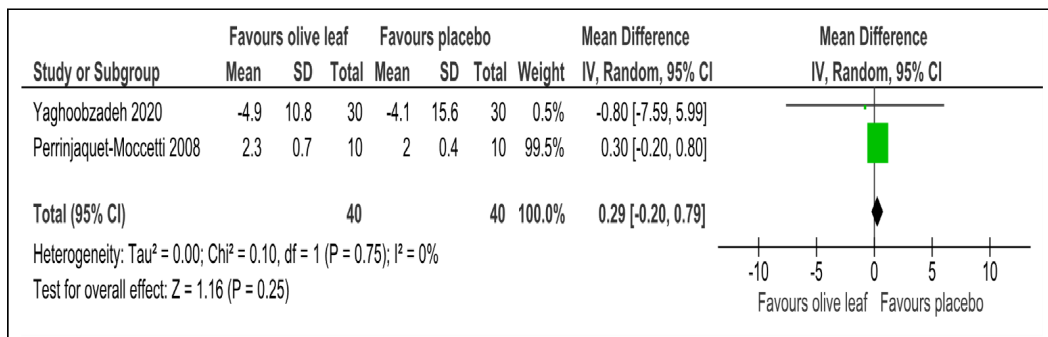 Favours olive leaf Favours placebo Mean Difference Mean Difference
Study or Subgroup Mean SD Total Mean SD Total Weight IV, Random, 95% CI IV, Random, 95% CI
Yaghoobzadeh 2020 -4.9 10.8 30 -4.1 15.6 30 0.5% -0.80 [-7.59, 5.99]
Perrinjaquet-Moccetti 2008 2.3 0.7 10 2 0.4 10 99.5% 0.30 [-0.20, 0.80]
Total (95% CI) 40 40 100.0% 0.29 [-0.20, 0.79]
Heterogeneity: Tau² = 0.00; Chi² = 0.10, df = 1 (P = 0.75); I² = 0%
Test for overall effect: Z = 1.16 (P = 0.25)
-10 -5 0 5 10
Favours olive leaf Favours placebo